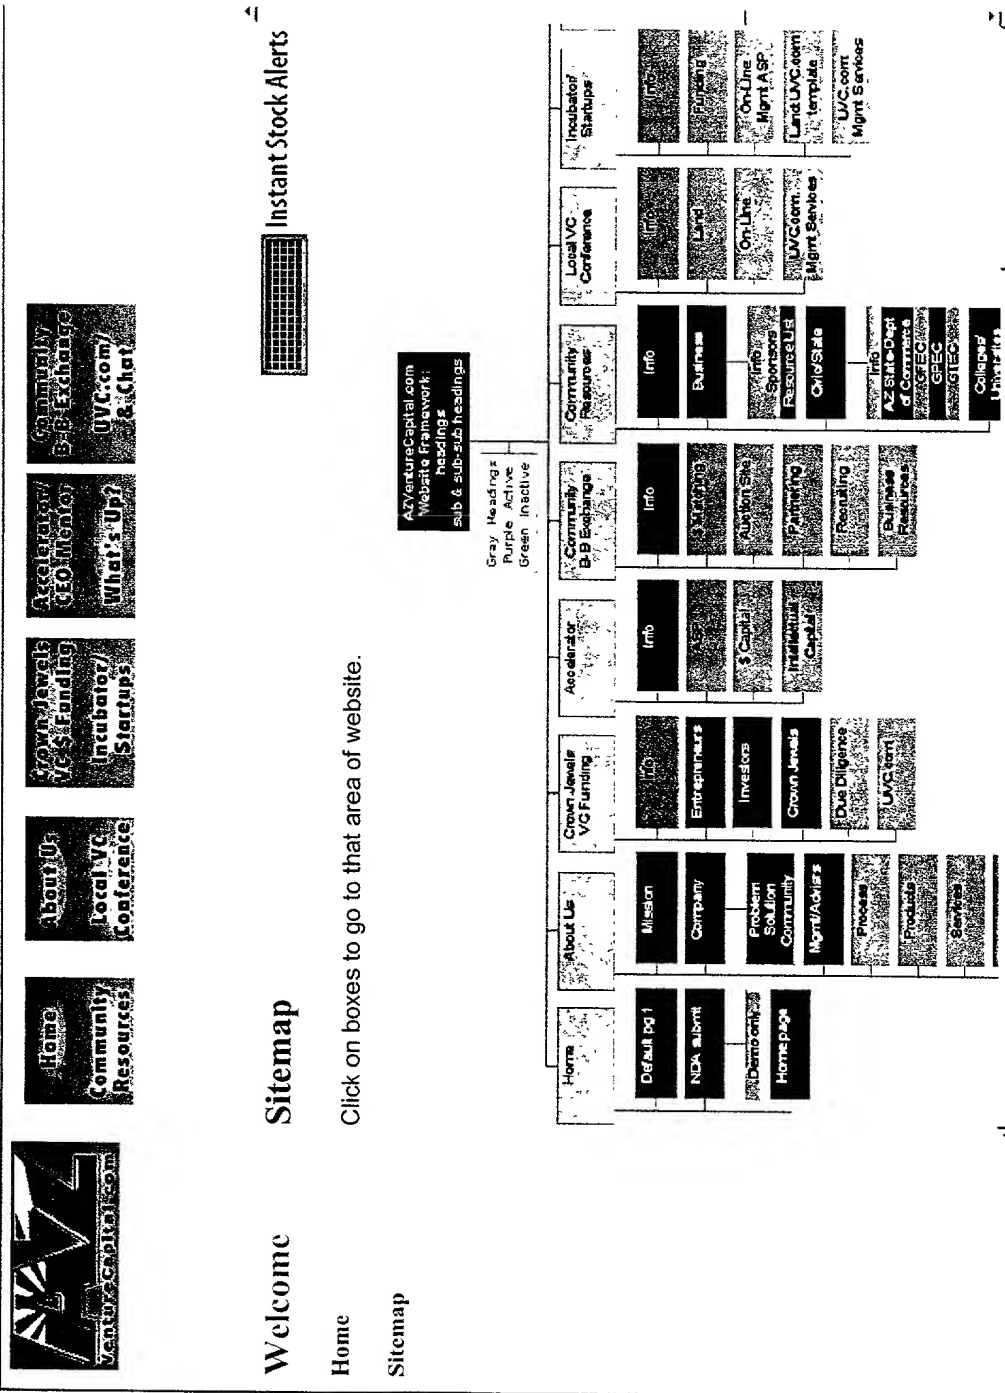 VentureCapital.com
Home
Community
Resources
About Us
Local VC
Conference
Crown Jewels
VC $ Funding
Incubator/
Startups
Accelerator/
CEO Mentor
What's Up?
Community
B-B Exchange
UVC.com/
& Chat
Welcome
Sitemap
Instant Stock Alerts
Home
Sitemap
Click on boxes to go to that area of website.
AZVentureCapital.com
Website Framework:
headings
sub & sub-sub headings
Gray Headings
Purple Active
Green Inactive
Home
Default pg 1
NDA submt
Demo only
Home page
About Us
Mission
Company
Problem
Solution
Community
Mgmt/Advisrs
Process
Products
Services
Crown Jewels
VC Funding
Info
Entrepreneurs
Investors
Crown Jewels
Due Diligence
UVC.com
Accelerator
Info
ASP
$ Capital
Intellectual
Capital
Community
B-B Exchange
Info
Matching
Auction Site
Partnering
Recruiting
Business
Resources
Community
Resources
Info
Business
Info
Sponsors
Resource List
Civic/State
Info
AZ State-Dept
of Commerce
GFEC
GPEC
GTEC
Colleges/
Universities
Local VC
Conference
Info
Land
On-Line
UVC.com
Mgmt Services
Incubator/
Startups
Info
Funding
On-Line
Mgmt ASP
Land UVC.com
template
UVC.com
Mgmt Services